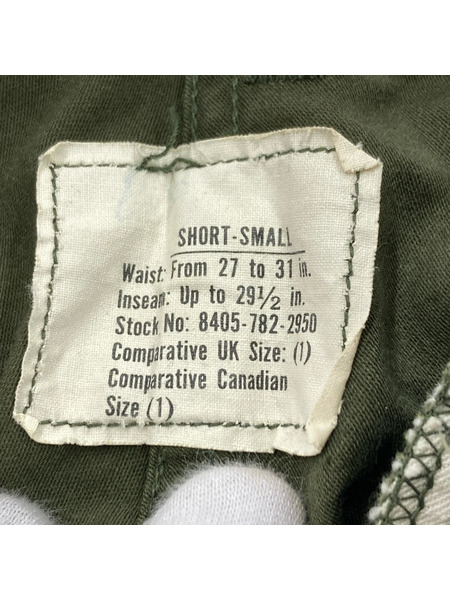 SHORT-SMALL
Waist: From 27 to 31 in.
Inseam: Up to 29½ in.
Stock No: 8405-782-2950
Comparative UK Size: (1)
Comparative Canadian
Size (1)